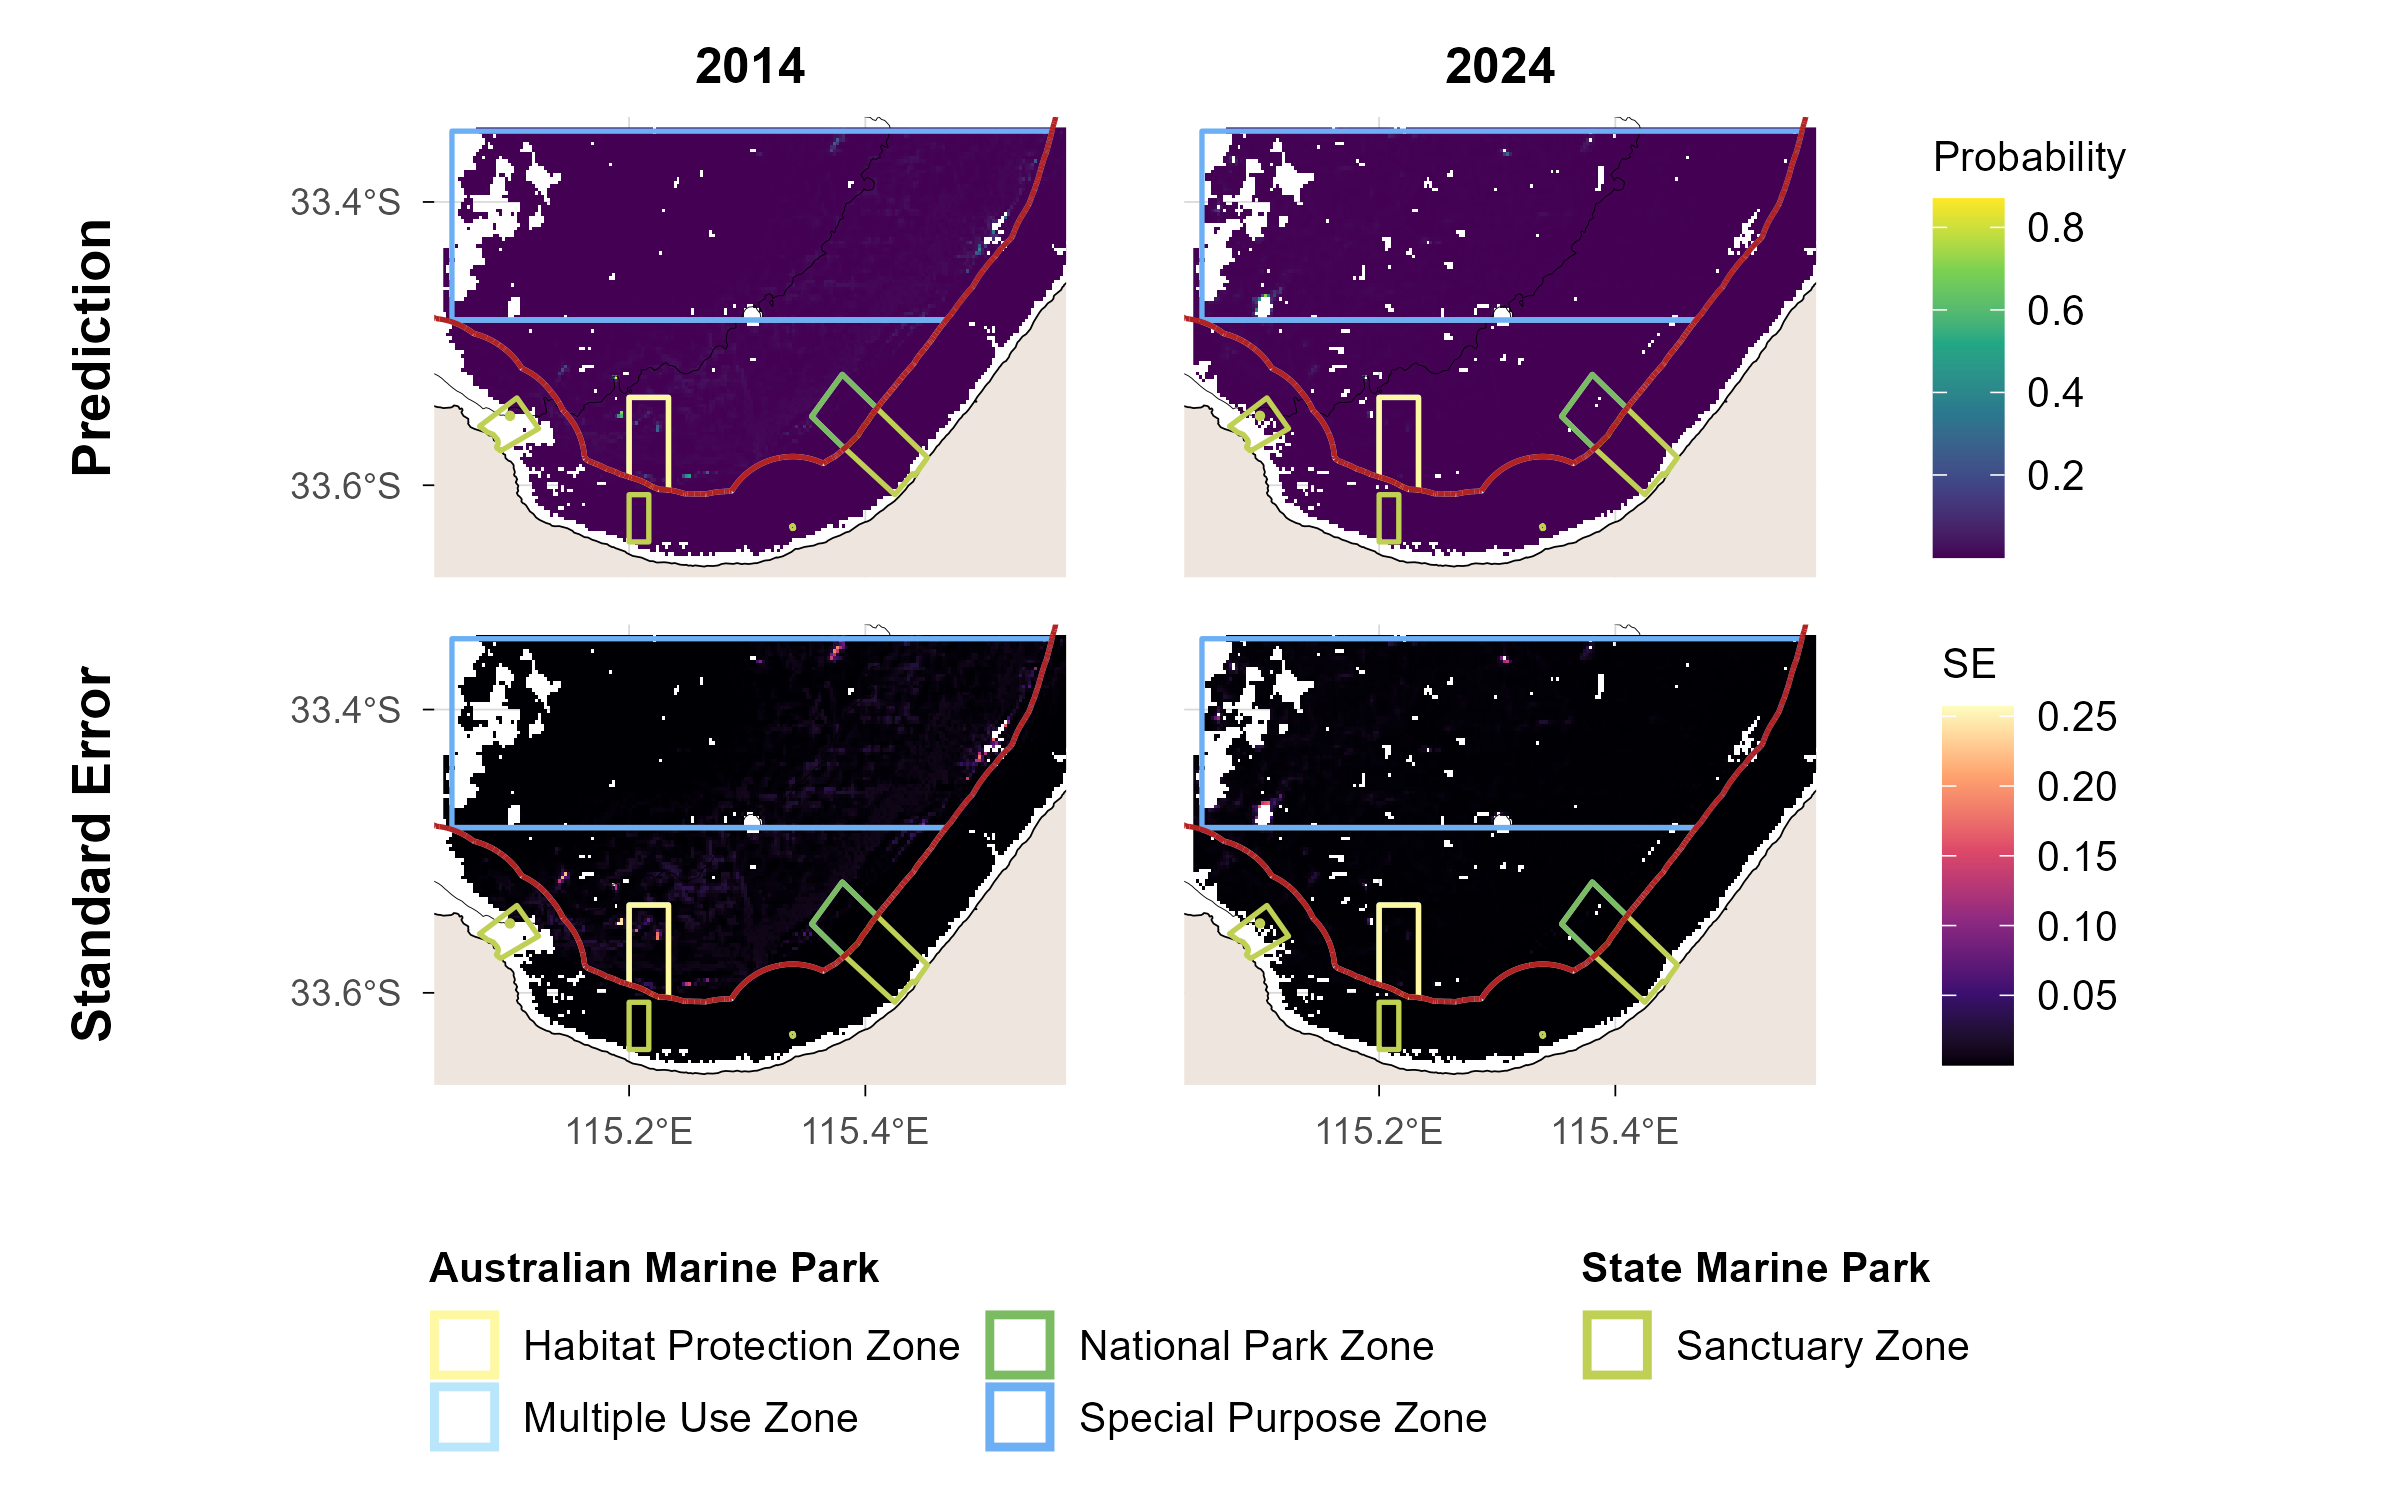 2014
2024
Prediction
33.4°S
33.6°S
Probability
0.8
0.6
0.4
0.2
Standard Error
33.4°S
33.6°S
SE
0.25
0.20
0.15
0.10
0.05
115.2°E
115.4°E
115.2°E
115.4°E
Australian Marine Park
Habitat Protection Zone
National Park Zone
Multiple Use Zone
Special Purpose Zone
State Marine Park
Sanctuary Zone